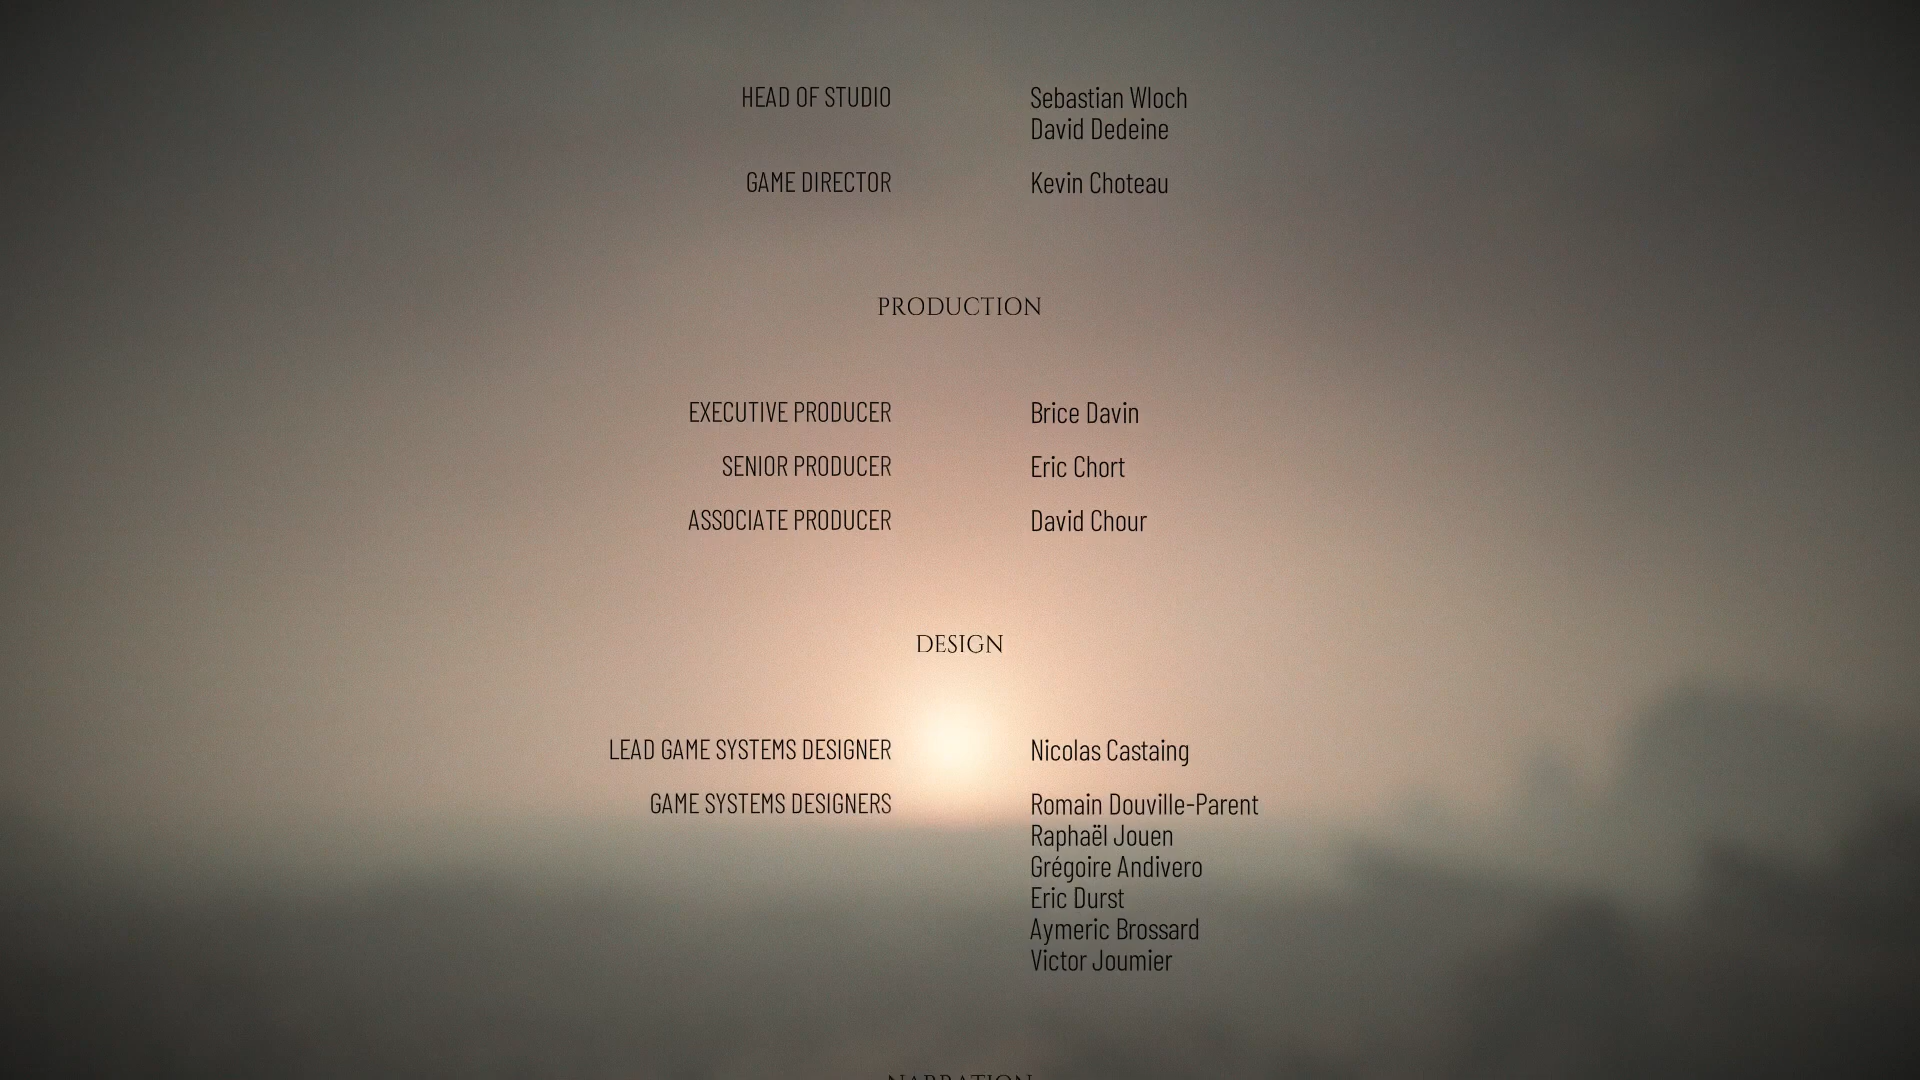 HEAD OF STUDIO Sebastian Wloch
David Dedeine
GAME DIRECTOR Kevin Choteau
PRODUCTION
EXECUTIVE PRODUCER Brice Davin
SENIOR PRODUCER Eric Chort
ASSOCIATE PRODUCER David Chour
DESIGN
LEAD GAME SYSTEMS DESIGNER Nicolas Castaing
GAME SYSTEMS DESIGNERS Romain Douville-Parent
Raphaël Jouen
Grégoire Andivero
Eric Durst
Aymeric Brossard
Victor Joumier
NARRATION